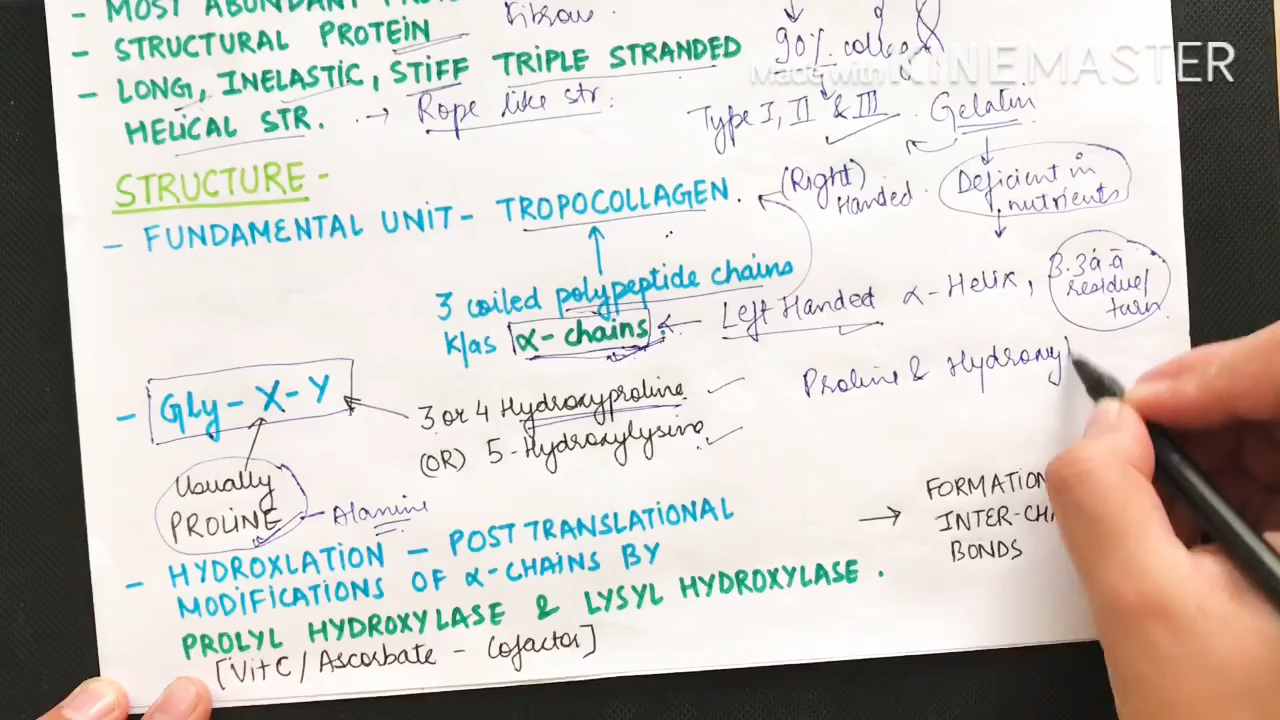 - MOST ABUNDANT
- STRUCTURAL PROTEIN
- LONG, INELASTIC, STIFF TRIPLE STRANDED
HELICAL STR. → Rope like str.
90%
Made with KINEMASTER
Type I, II & III
Gelatin
STRUCTURE -
- FUNDAMENTAL UNIT - TROPOCOLLAGEN.
(Right)
Handed
Deficient in
nutrients
3 coiled polypeptide chains
k/as α-chains
Left Handed α-Helix,
3.3 a.a
residue/
turn
- Gly - X - Y
3 or 4 Hydroxyproline
(OR) 5-Hydroxylysine
Proline & Hydroxy
Usually
PROLINE - Alanine
- HYDROXLATION - POST TRANSLATIONAL
MODIFICATIONS OF α-CHAINS BY
PROLYL HYDROXYLASE & LYSYL HYDROXYLASE.
[Vit C / Ascorbate - Cofactor]
→ FORMATION
INTER-CHA
BONDS